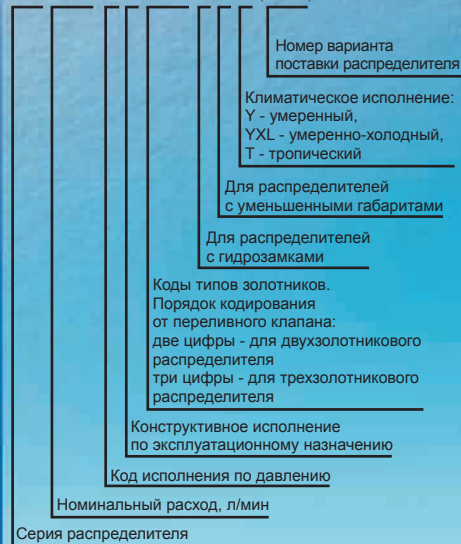 Номер варианта
поставки распределителя
Климатическое исполнение:
Y - умеренный,
YXL - умеренно-холодный,
Т - тропический
Для распределителей
с уменьшенными габаритами
Для распределителей
с гидрозамками
Коды типов золотников.
Порядок кодирования
от переливного клапана:
две цифры - для двухзолотникового
распределителя
три цифры - для трехзолотникового
распределителя
Конструктивное исполнение
по эксплуатационному назначению
Код исполнения по давлению
Номинальный расход, л/мин
Серия распределителя